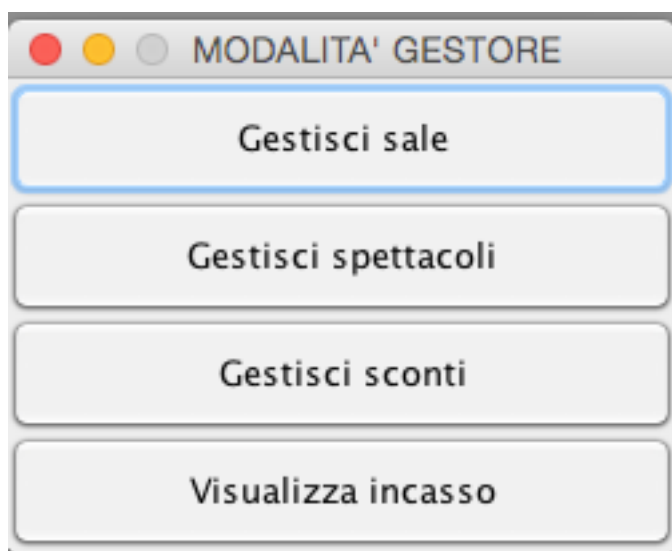 MODALITA' GESTORE
Gestisci sale
Gestisci spettacoli
Gestisci sconti
Visualizza incasso